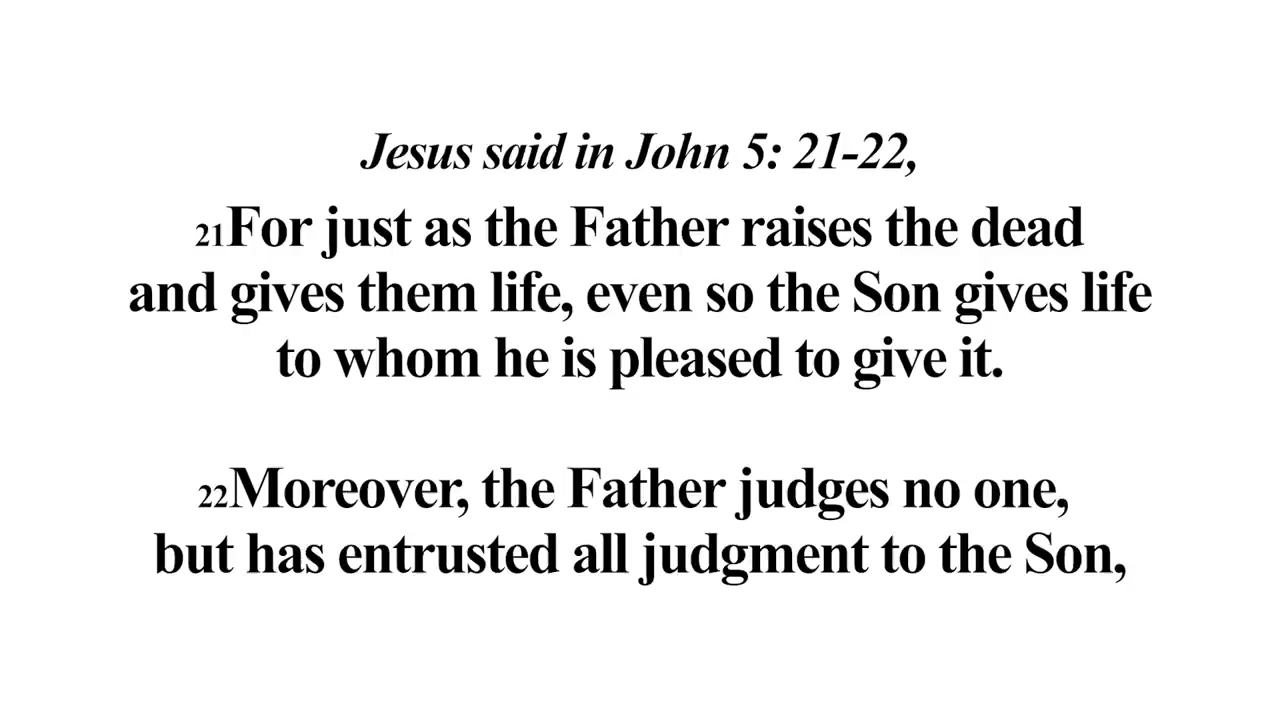 Jesus said in John 5: 21-22,
21For just as the Father raises the dead
and gives them life, even so the Son gives life
to whom he is pleased to give it.
22Moreover, the Father judges no one,
but has entrusted all judgment to the Son,